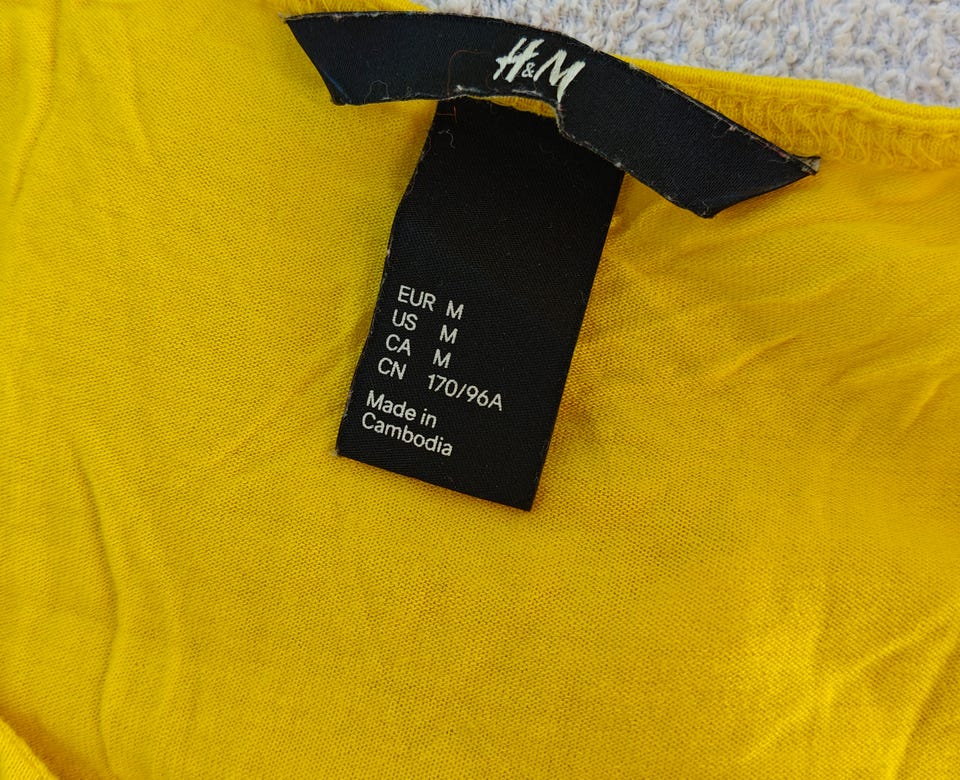 H&M
EUR M
US M
CA M
CN 170/96A
Made in
Cambodia